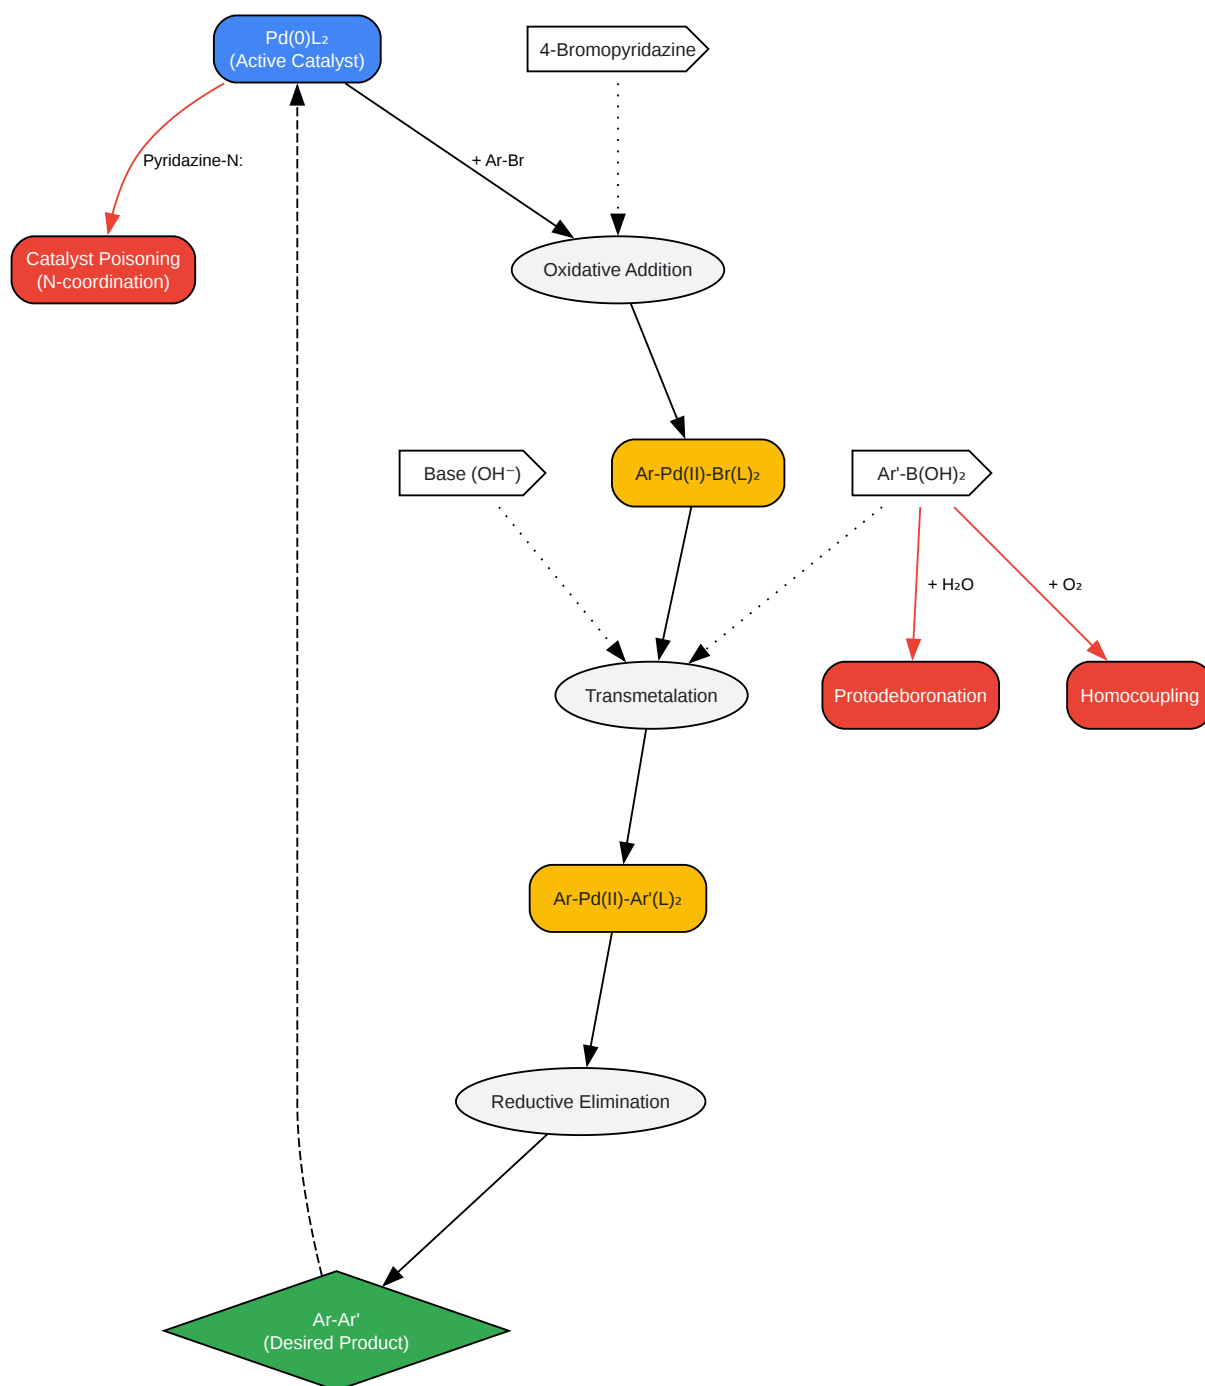 Pd(0)L₂
(Active Catalyst)
4-Bromopyridazine
Pyridazine-N:
+ Ar-Br
Catalyst Poisoning
(N-coordination)
Oxidative Addition
Base (OH⁻)
Ar-Pd(II)-Br(L)₂
Ar'-B(OH)₂
+ H₂O
+ O₂
Transmetalation
Protodeboronation
Homocoupling
Ar-Pd(II)-Ar'(L)₂
Reductive Elimination
Ar-Ar'
(Desired Product)